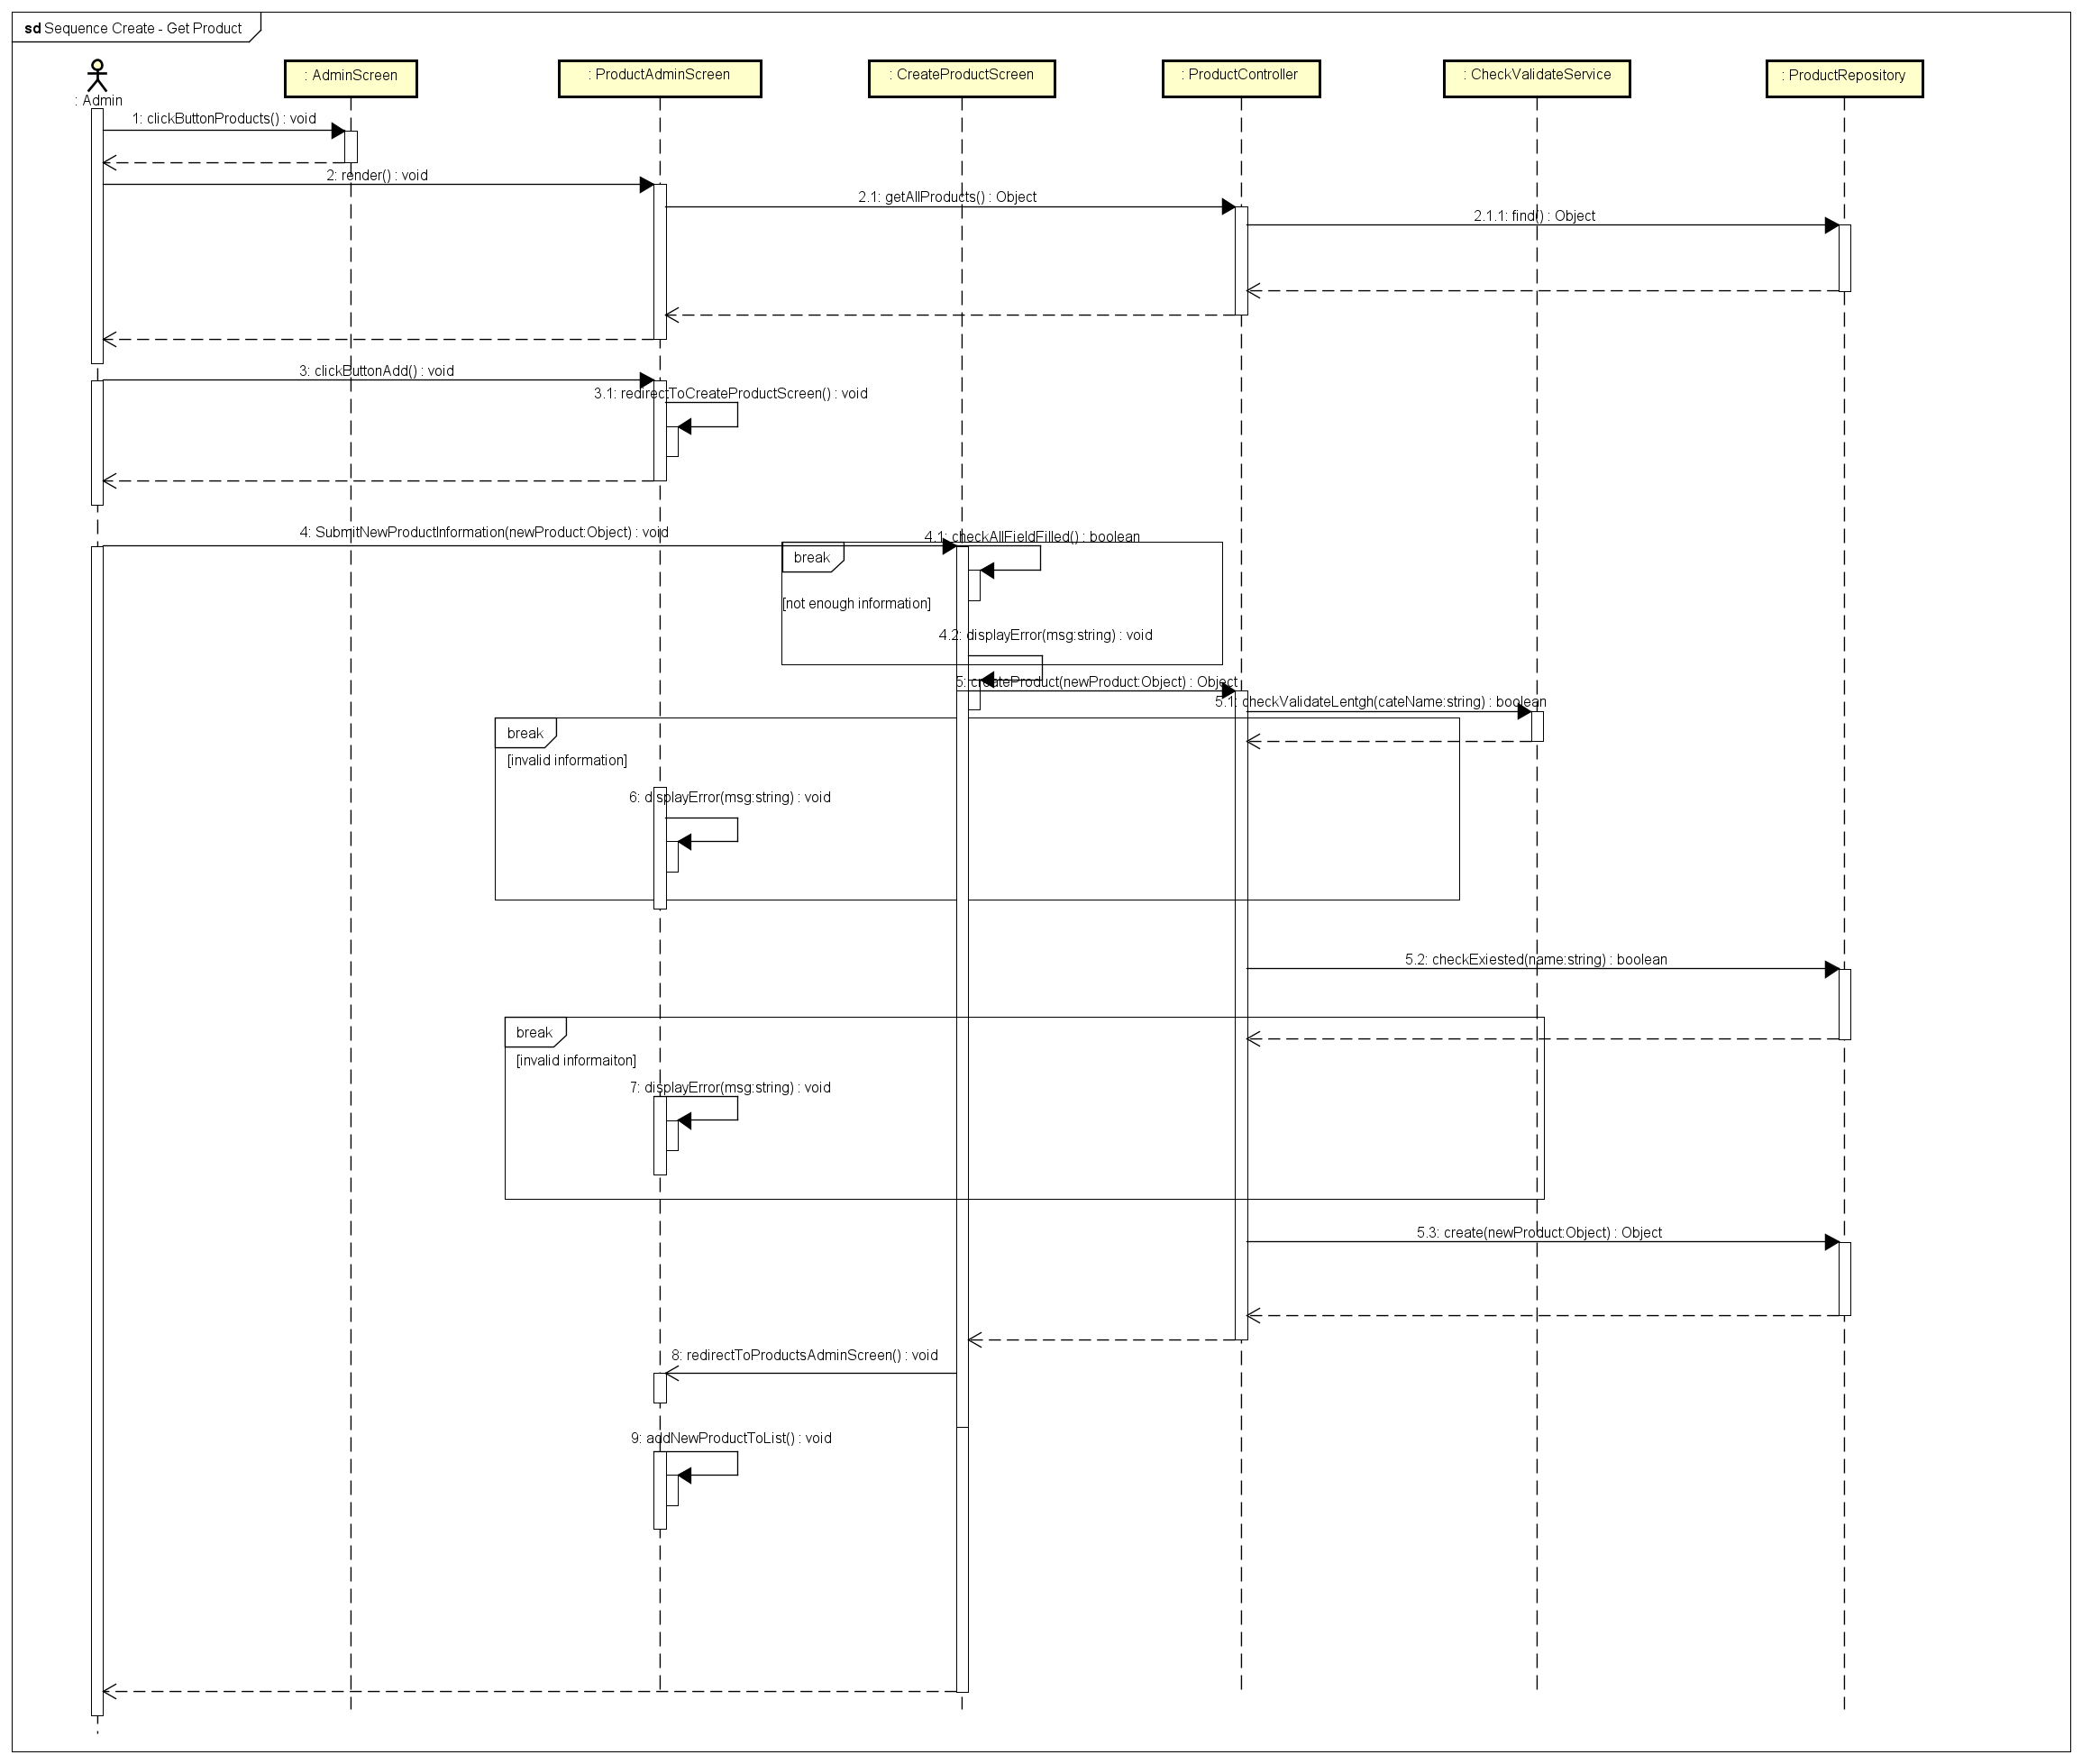 sd Sequence Create - Get Product
: Admin
: AdminScreen
: ProductAdminScreen
: CreateProductScreen
: ProductController
: CheckValidateService
: ProductRepository
1: clickButtonProducts() : void
2: render() : void
2.1: getAllProducts() : Object
2.1.1: find() : Object
3: clickButtonAdd() : void
3.1: redirectToCreateProductScreen() : void
4: SubmitNewProductInformation(newProduct:Object) : void
4.1: checkAllFieldFilled() : boolean
break
[not enough information]
4.2: displayError(msg:string) : void
5: createProduct(newProduct:Object) : Object
5.1: checkValidateLentgh(cateName:string) : boolean
break
[invalid information]
6: displayError(msg:string) : void
5.2: checkExiested(name:string) : boolean
break
[invalid informaiton]
7: displayError(msg:string) : void
5.3: create(newProduct:Object) : Object
8: redirectToProductsAdminScreen() : void
9: addNewProductToList() : void